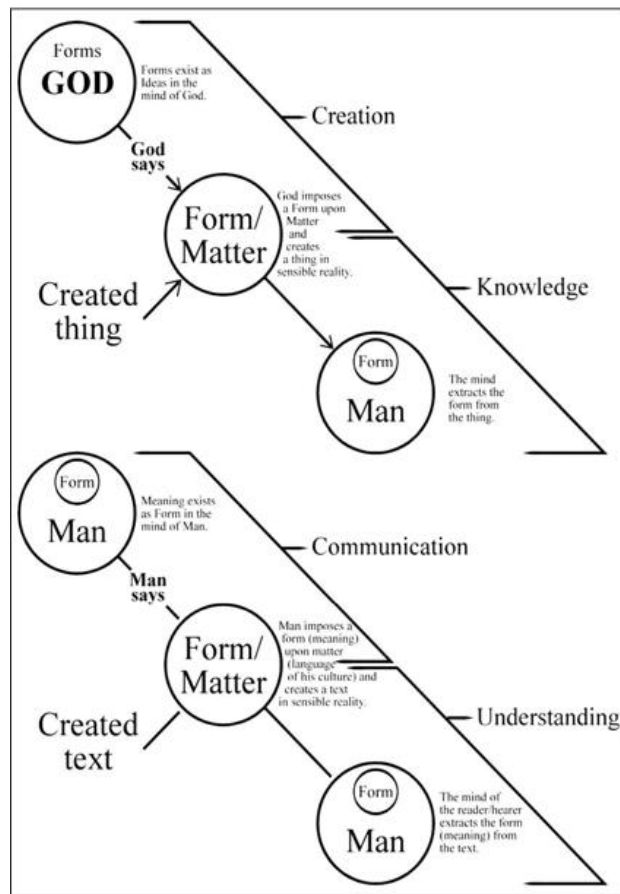 Forms
GOD
Forms exist as
Ideas in the
mind of God.
God
says
Creation
Form/
Matter
God imposes
a Form upon
Matter
and
creates
a thing in
sensible reality.
Created
thing
Knowledge
Form
Man
The mind
extracts the
form from
the thing.
Form
Man
Meaning exists
as Form in the
mind of Man.
Man
says
Communication
Form/
Matter
Man imposes a
form (meaning)
upon matter
(language
of his culture) and
creates a text
in sensible reality.
Created
text
Understanding
Form
Man
The mind of
the reader/hearer
extracts the form
(meaning) from
the text.